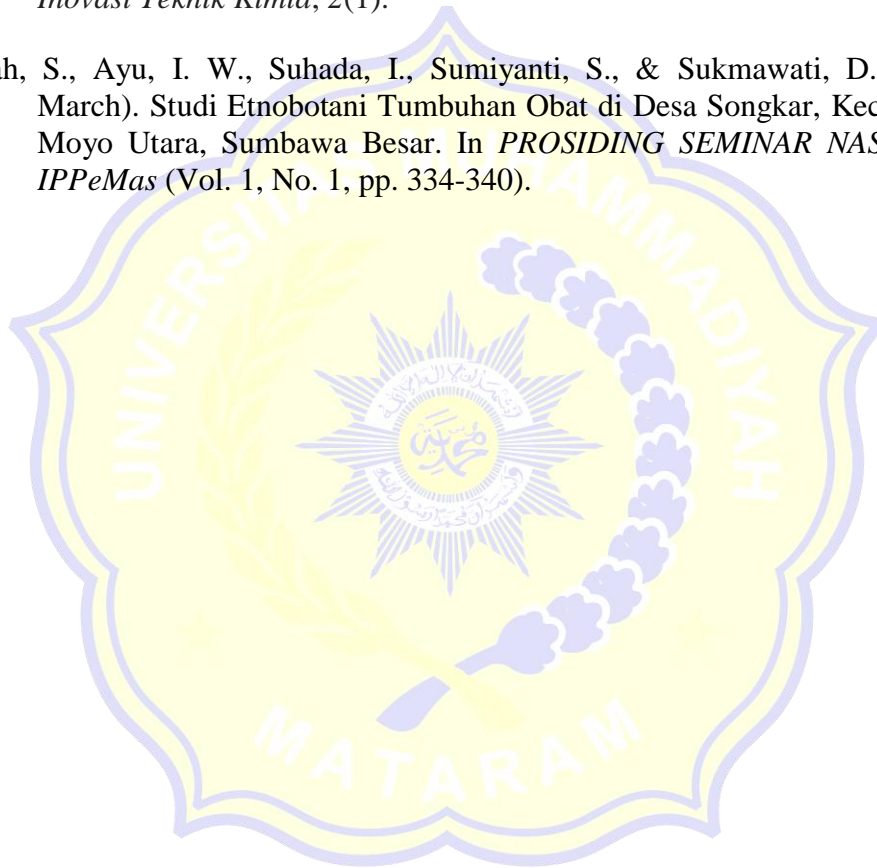 Inovasi Teknik Kimia, 2(1).
ah, S., Ayu, I. W., Suhada, I., Sumiyanti, S., & Sukmawati, D.
March). Studi Etnobotani Tumbuhan Obat di Desa Songkar, Kec
Moyo Utara, Sumbawa Besar. In PROSIDING SEMINAR NAS
IPPeMas (Vol. 1, No. 1, pp. 334-340).
UNIVERSITAS MUHAMMADIYAH
MATARAM